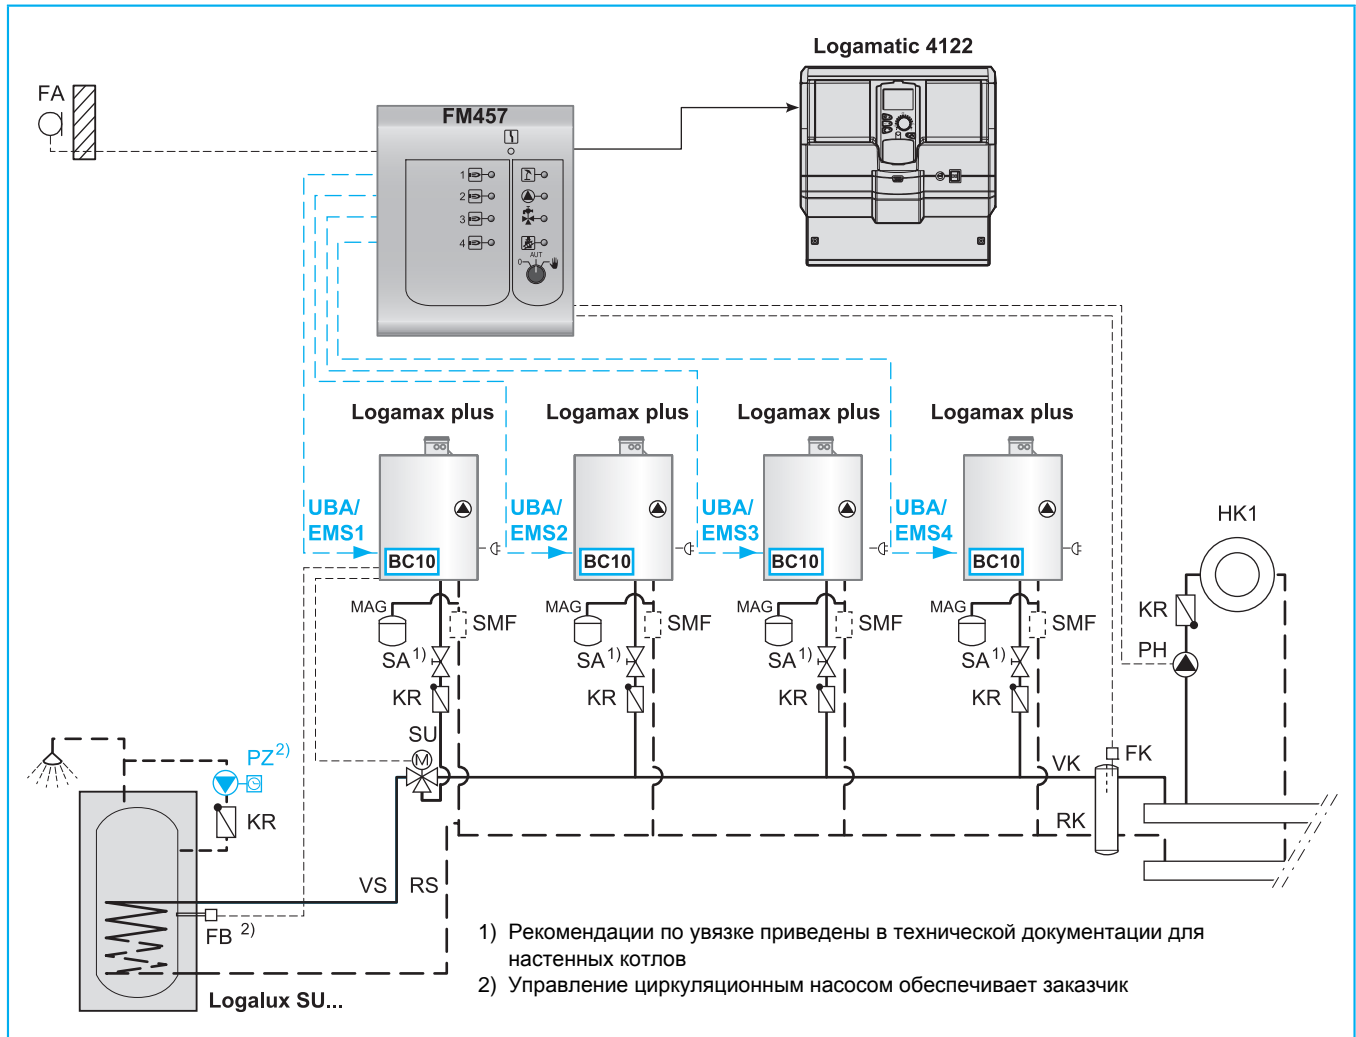 Logamatic 4122
FA
FM457
1
2
3
4
AUT
0
Logamax plus
Logamax plus
Logamax plus
Logamax plus
UBA/
EMS1
UBA/
EMS2
UBA/
EMS3
UBA/
EMS4
BC10
BC10
BC10
BC10
HK1
MAG
SMF
MAG
SMF
MAG
SMF
MAG
SMF
KR
SA 1)
SA 1)
SA 1)
SA 1)
PH
KR
KR
KR
KR
SU
M
PZ 2)
VK
FK
KR
RK
VS
RS
FB 2)
1) Рекомендации по увязке приведены в технической документации для
настенных котлов
2) Управление циркуляционным насосом обеспечивает заказчик
Logalux SU...